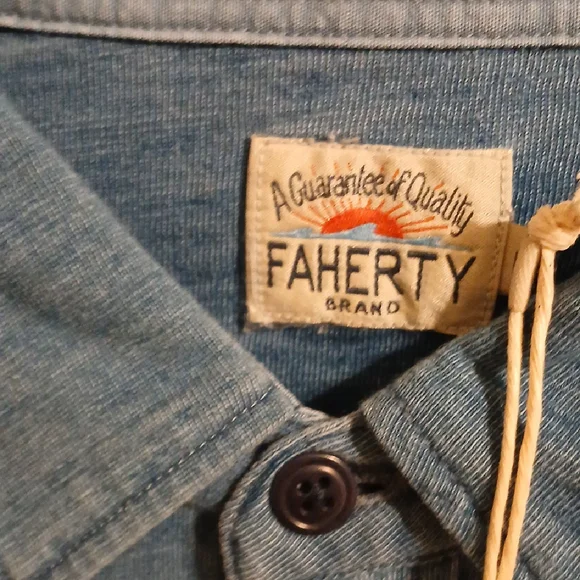 A Guarantee of Quality
FAHERTY
BRAND